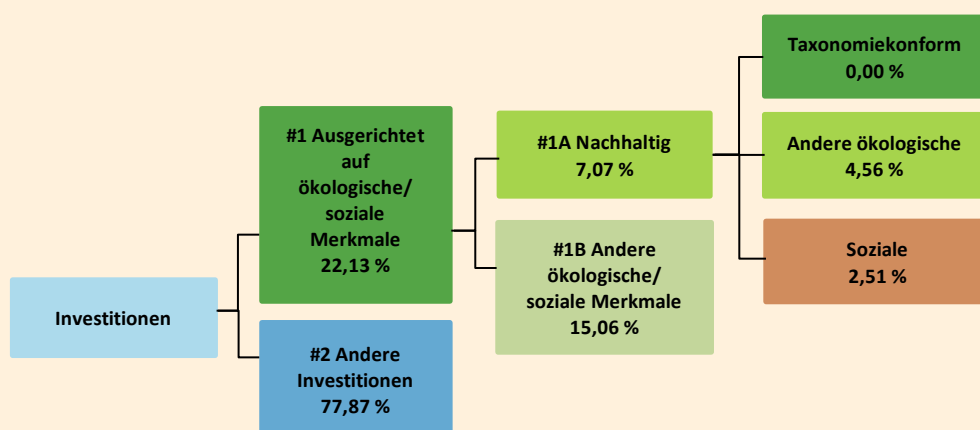 Investitionen
#1 Ausgerichtet
auf
ökologische/
soziale
Merkmale
22,13 %
#2 Andere
Investitionen
77,87 %
#1A Nachhaltig
7,07 %
#1B Andere
ökologische/
soziale Merkmale
15,06 %
Taxonomiekonform
0,00 %
Andere ökologische
4,56 %
Soziale
2,51 %